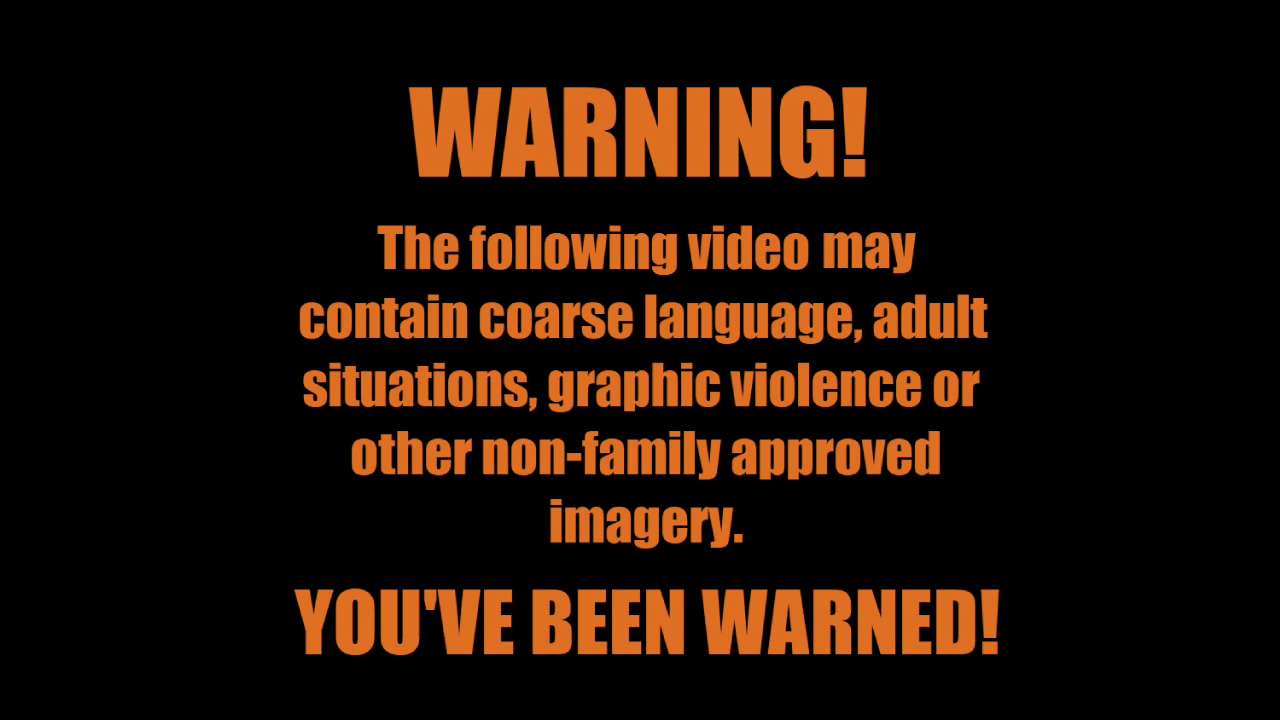 WARNING!
The following video may
contain coarse language, adult
situations, graphic violence or
other non-family approved
imagery.
YOU'VE BEEN WARNED!